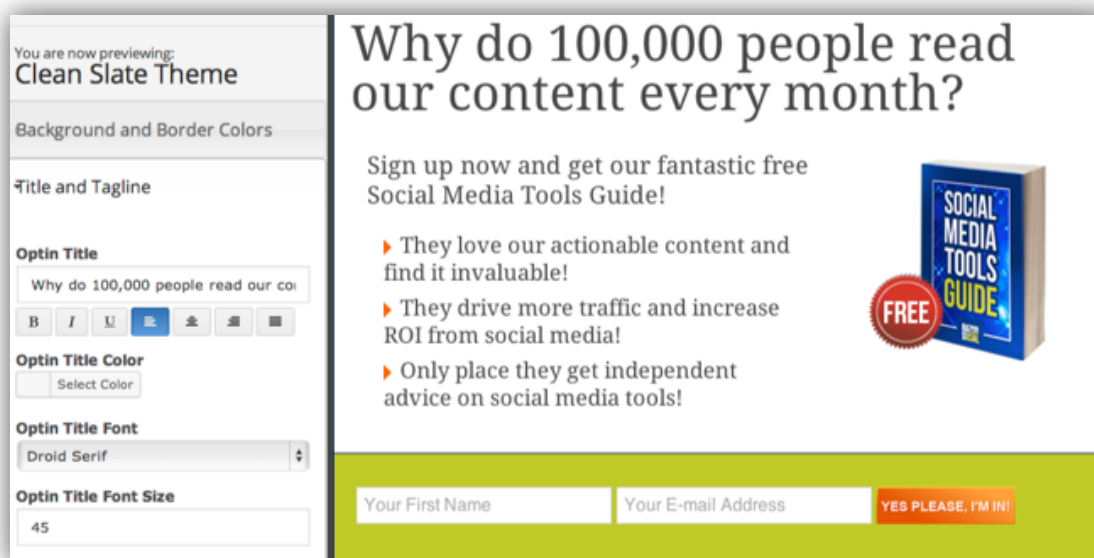 You are now previewing:
Clean Slate Theme
Background and Border Colors
Title and Tagline
Optin Title
Why do 100,000 people read our co
B I U
Optin Title Color
Select Color
Optin Title Font
Droid Serif
Optin Title Font Size
45
Why do 100,000 people read
our content every month?
Sign up now and get our fantastic free
Social Media Tools Guide!
They love our actionable content and
find it invaluable!
They drive more traffic and increase
ROI from social media!
Only place they get independent
advice on social media tools!
SOCIAL
MEDIA
TOOLS
GUIDE
FREE
Your First Name
Your E-mail Address
YES PLEASE, I'M IN!